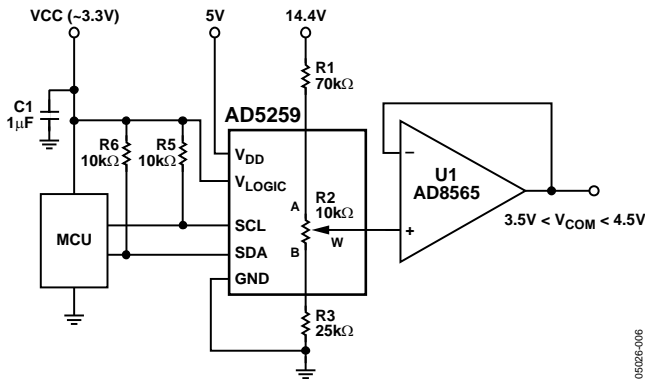 VCC (~3.3V)
5V
14.4V
R1
70kΩ
C1
1μF
AD5259
R6
10kΩ
R5
10kΩ
VDD
VLOGIC
SCL
SDA
GND
A
R2
10kΩ
B
W
MCU
R3
25kΩ
−
+
U1
AD8565
3.5V < VCOM < 4.5V
05026-006